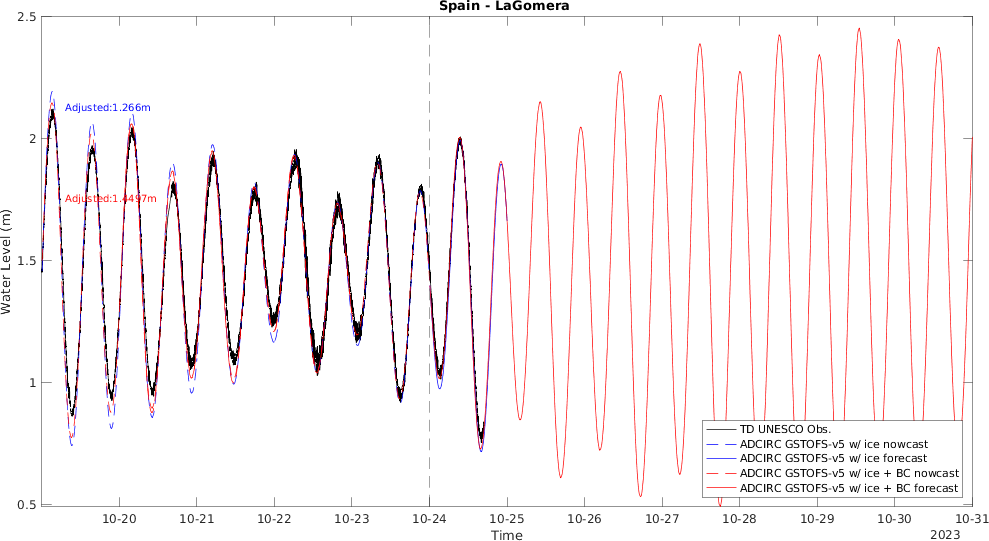 Spain - LaGomera
2.5
2
1.5
1
0.5
Water Level (m)
Adjusted:1.266m
Adjusted:1.4497m
TD UNESCO Obs.
ADCIRC GSTOFS-v5 w/ ice nowcast
ADCIRC GSTOFS-v5 w/ ice forecast
ADCIRC GSTOFS-v5 w/ ice + BC nowcast
ADCIRC GSTOFS-v5 w/ ice + BC forecast
10-20 10-21 10-22 10-23 10-24 10-25 10-26 10-27 10-28 10-29 10-30 10-31
Time
2023